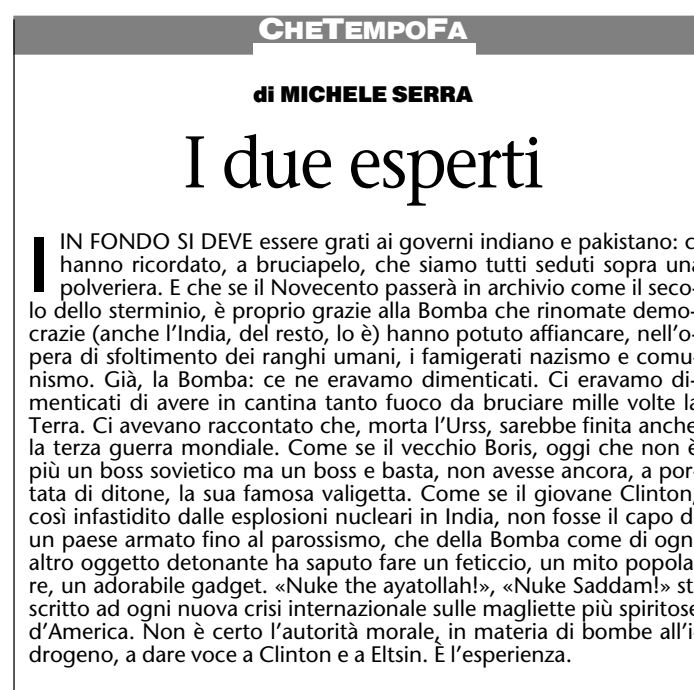 CHETEMPOFA
di MICHELE SERRA
I due esperti
IN FONDO SI DEVE essere grati ai governi indiano e pakistano: c
hanno ricordato, a bruciapelo, che siamo tutti seduti sopra una
polveriera. E che se il Novecento passerà in archivio come il seco-
lo dello sterminio, è proprio grazie alla Bomba che rinomate demo-
crazie (anche l'India, del resto, lo è) hanno potuto affiancare, nell'o-
pera di sfoltimento dei ranghi umani, i famigerati nazismo e comu-
nismo. Già, la Bomba: ce ne eravamo dimenticati. Ci eravamo di-
menticati di avere in cantina tanto fuoco da bruciare mille volte la
Terra. Ci avevano raccontato che, morta l'Urss, sarebbe finita anche
la terza guerra mondiale. Come se il vecchio Boris, oggi che non è
più un boss sovietico ma un boss e basta, non avesse ancora, a por-
tata di ditone, la sua famosa valigetta. Come se il giovane Clinton,
così infastidito dalle esplosioni nucleari in India, non fosse il capo d
un paese armato fino al parossismo, che della Bomba come di ogn
altro oggetto detonante ha saputo fare un feticcio, un mito popola
re, un adorabile gadget. «Nuke the ayatollah!», «Nuke Saddam!» st
scritto ad ogni nuova crisi internazionale sulle magliette più spiritose
d'America. Non è certo l'autorità morale, in materia di bombe all'i
drogeno, a dare voce a Clinton e a Eltsin. È l'esperienza.